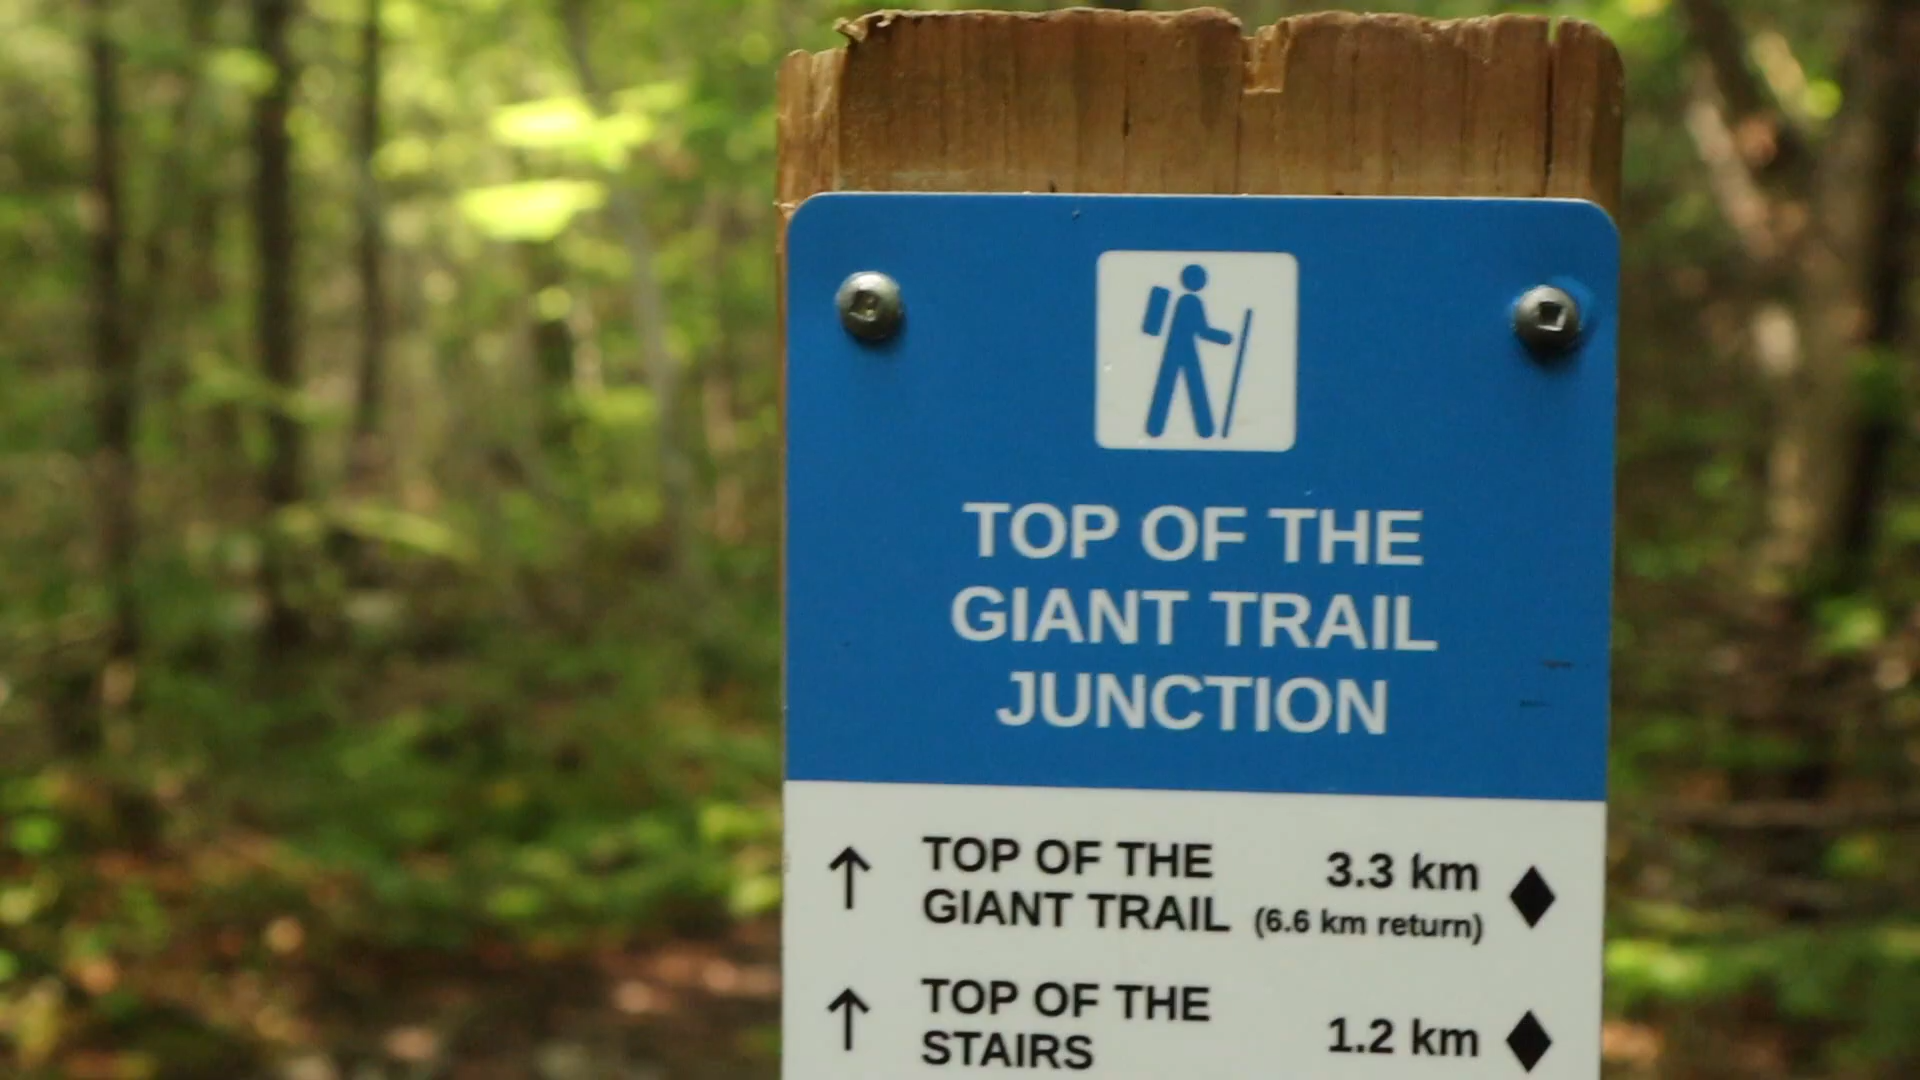 TOP OF THE
GIANT TRAIL
JUNCTION
TOP OF THE 3.3 km
GIANT TRAIL (6.6 km return)
TOP OF THE
STAIRS 1.2 km